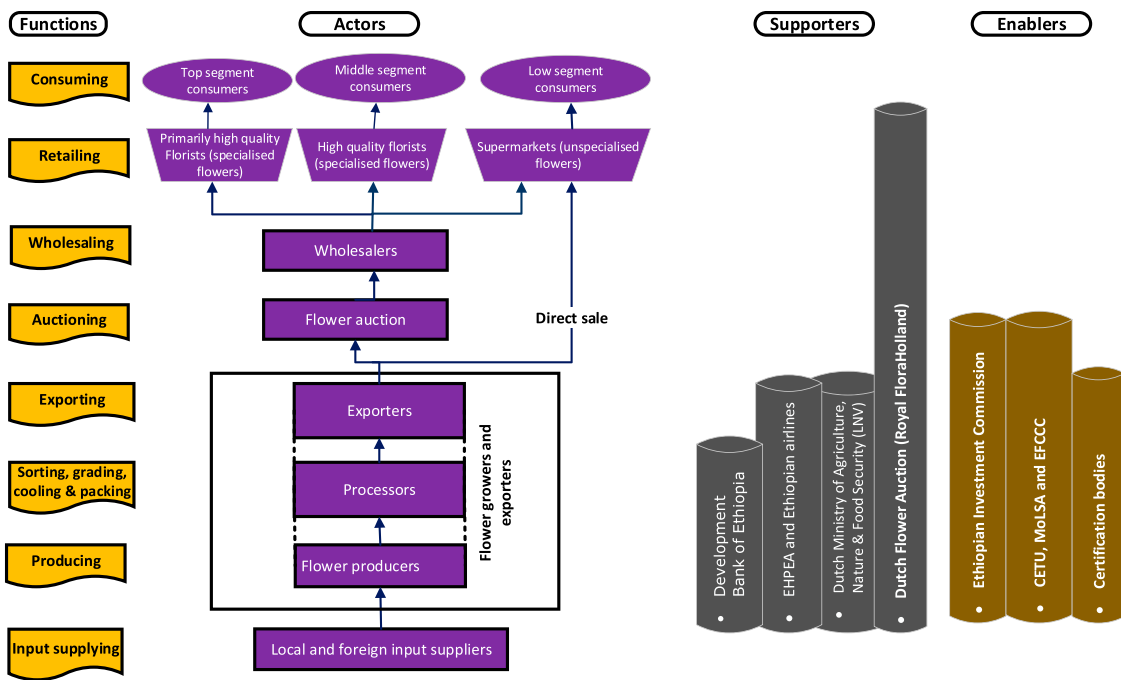 Functions
Actors
Supporters
Enablers
Consuming
Top segment
consumers
Middle segment
consumers
Low segment
consumers
Retailing
Primarily high quality
Florists (specialised
flowers)
High quality florists
(specialised flowers)
Supermarkets (unspecialised
flowers)
Wholesaling
Wholesalers
Auctioning
Flower auction
Direct sale
Exporting
Exporters
Sorting, grading,
cooling & packing
Processors
Flower growers and
exporters
Producing
Flower producers
Input supplying
Local and foreign input suppliers
Development
Bank of Ethiopia
EHPEA and Ethiopian airlines
Dutch Ministry of Agriculture,
Nature & Food Security (LNV)
Dutch Flower Auction (Royal FloraHolland)
Ethiopian Investment Commission
CETU, MoLSA and EFCCC
Certification bodies